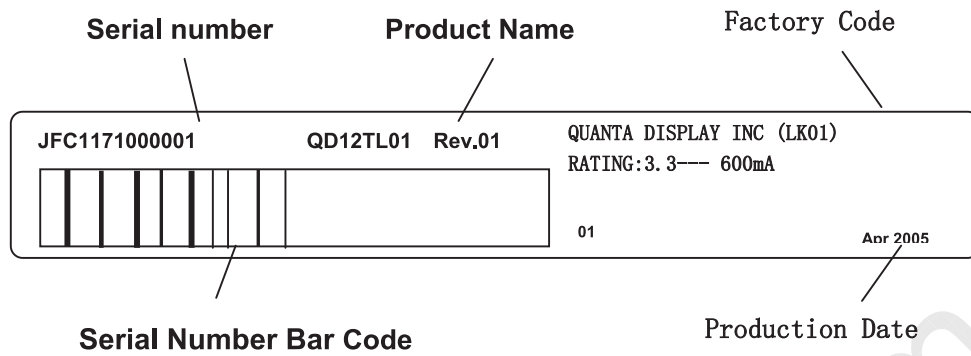 Serial number Product Name Factory Code
JFC1171000001 QD12TL01 Rev.01 QUANTA DISPLAY INC (LK01)
RATING:3.3--- 600mA
01 Apr 2005
Serial Number Bar Code Production Date